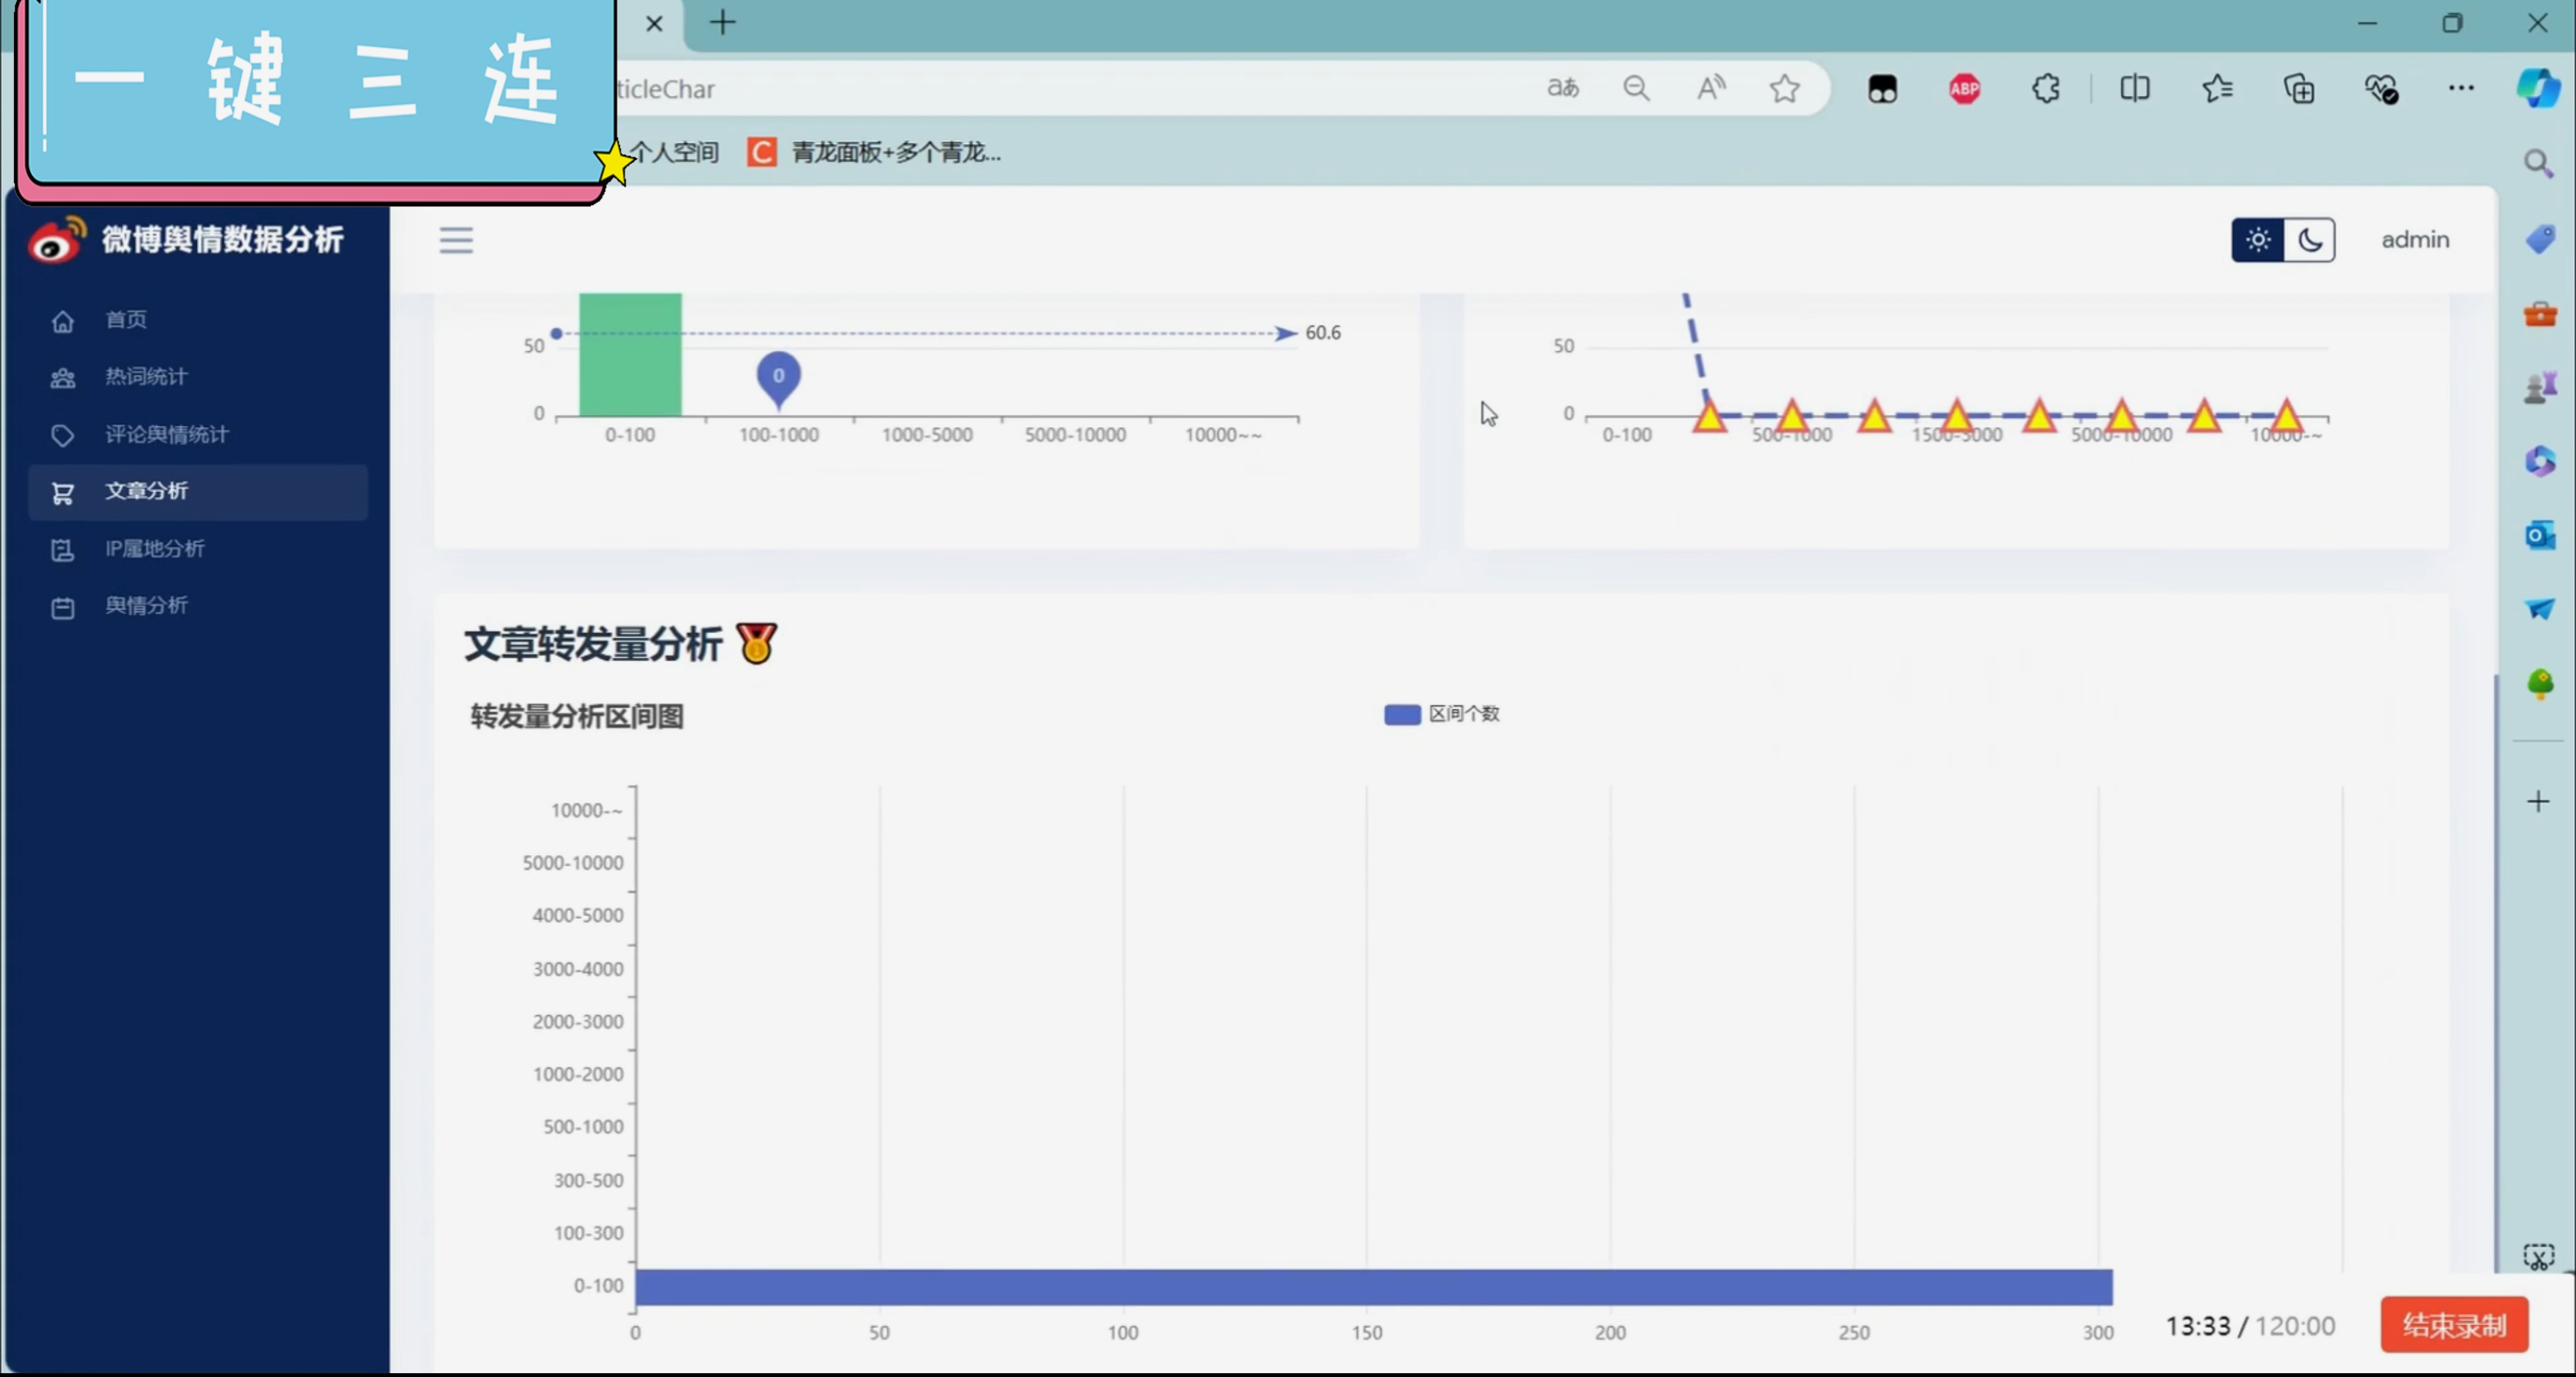 一键三连
ticleChar
aあ
A
ABP
个人空间
C 青龙面板+多个青龙...
微博舆情数据分析
admin
首页
热词统计
评论舆情统计
文章分析
IP属地分析
舆情分析
60.6
50
0
0
0-100 100-1000 1000-5000 5000-10000 10000~~
50
0
0-100 500-1000 1500-3000 5000-10000 10000-~
文章转发量分析
转发量分析区间图
区间个数
10000-~
5000-10000
4000-5000
3000-4000
2000-3000
1000-2000
500-1000
300-500
100-300
0-100
0 50 100 150 200 250 300
13:33 / 120:00
结束录制